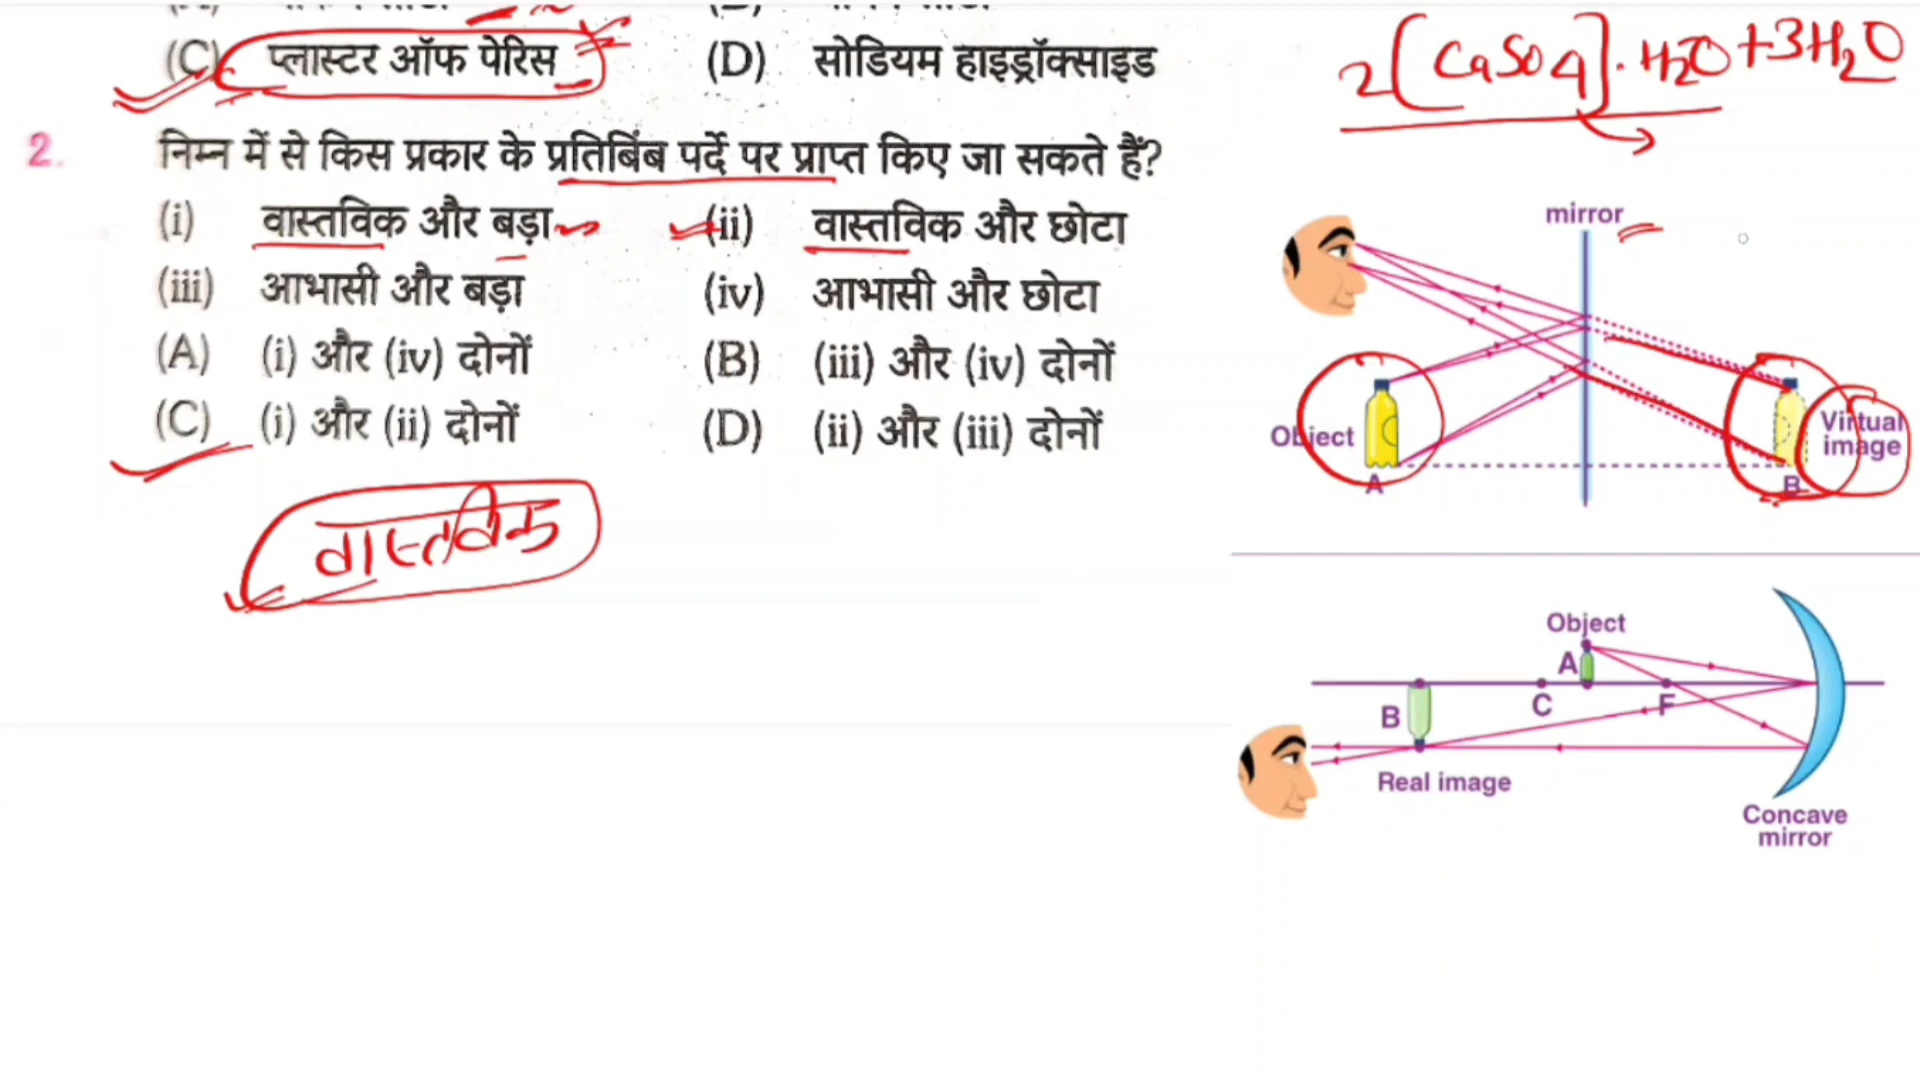 (C) प्लास्टर ऑफ पेरिस (D) सोडियम हाइड्रॉक्साइड
2. निम्न में से किस प्रकार के प्रतिबिंब पर्दे पर प्राप्त किए जा सकते हैं?
(i) वास्तविक और बड़ा (ii) वास्तविक और छोटा
(iii) आभासी और बड़ा (iv) आभासी और छोटा
(A) (i) और (iv) दोनों (B) (iii) और (iv) दोनों
(C) (i) और (ii) दोनों (D) (ii) और (iii) दोनों
वास्तविक
2[CaSO4]·H2O+3H2O
mirror
Object
A
Virtual
image
B
Object
A
B
C
F
Real image
Concave
mirror